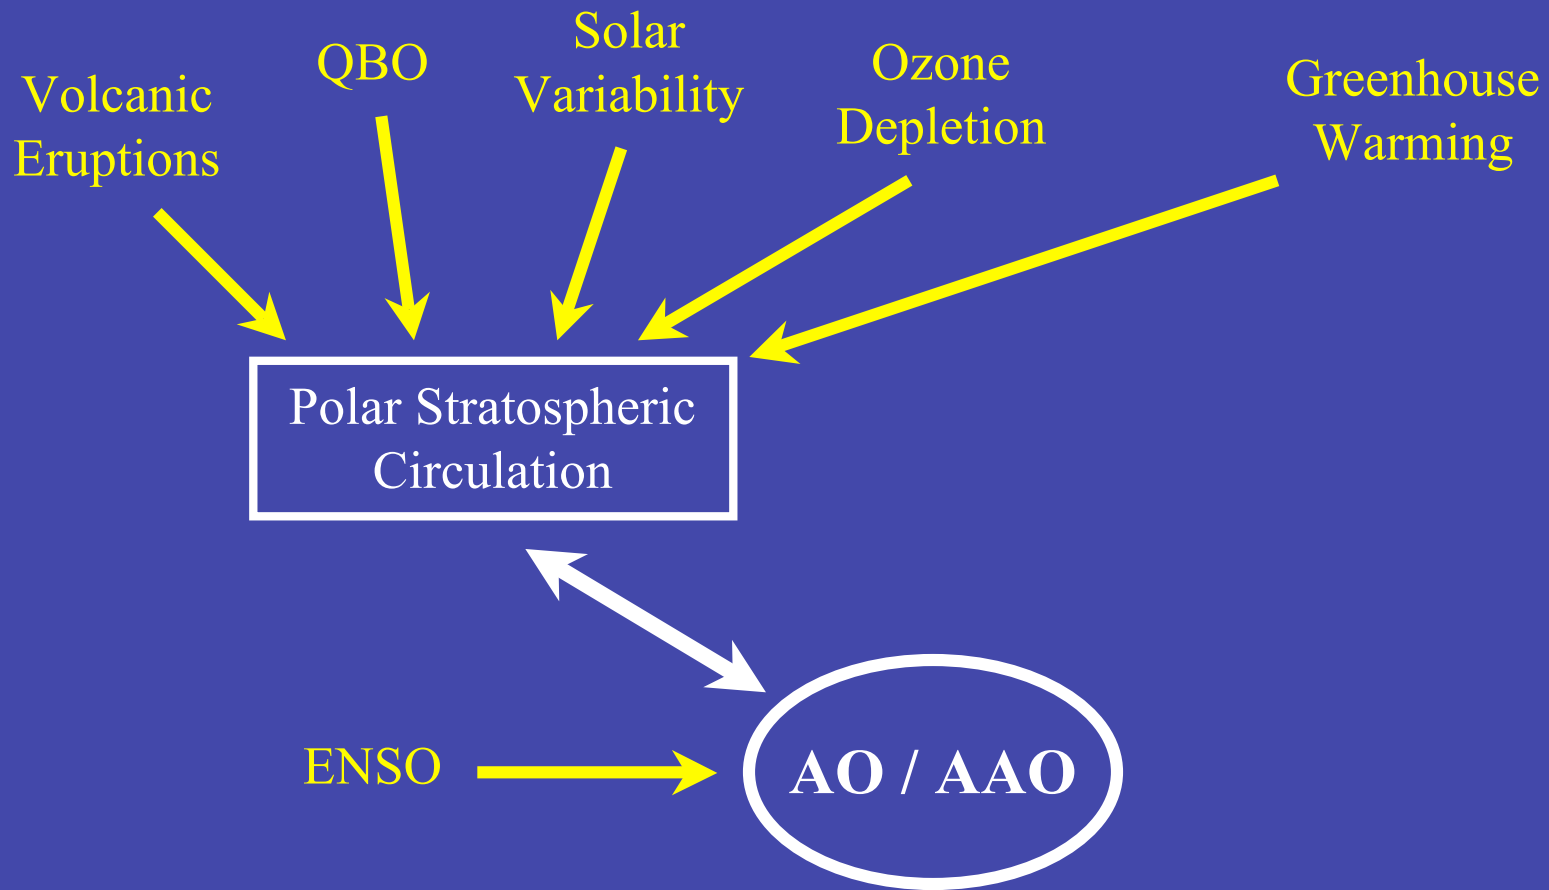 Volcanic
Eruptions
QBO
Solar
Variability
Ozone
Depletion
Greenhouse
Warming
Polar Stratospheric
Circulation
ENSO
AO / AAO